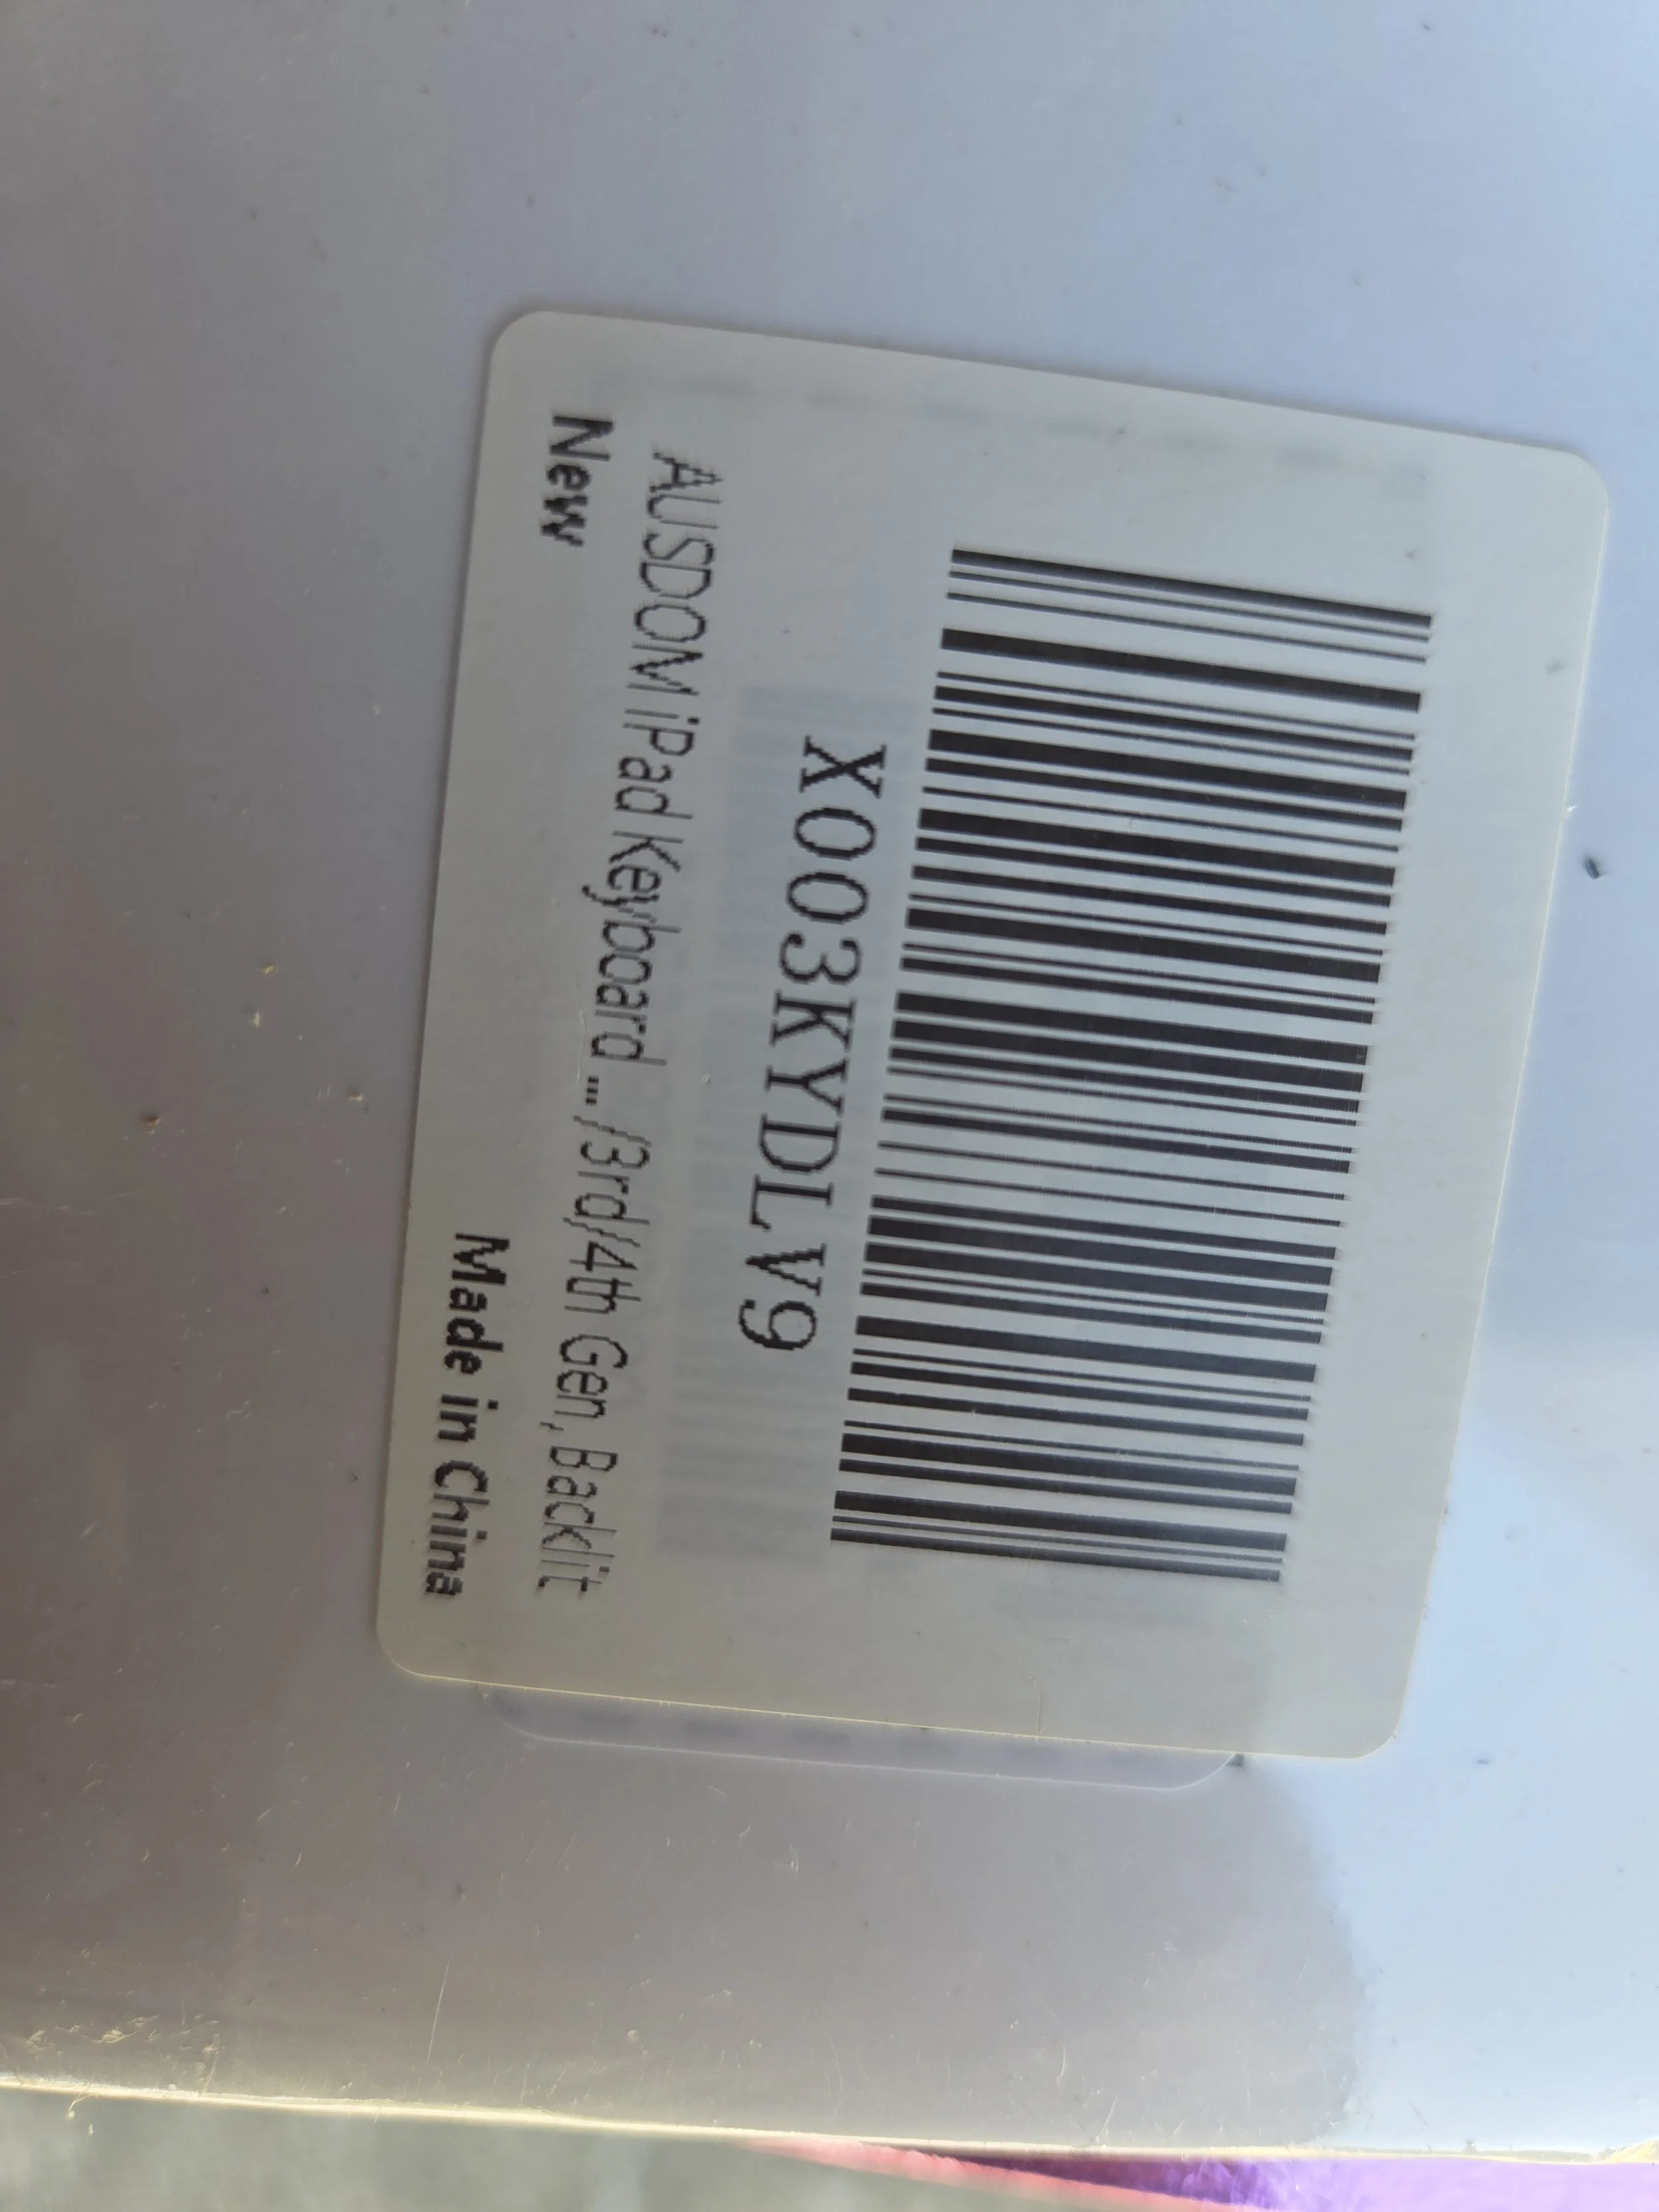 X003KYDLV9
AUSDOM iPad Keyboard ... /3rd/4th Gen, Backlit
New
Made in China